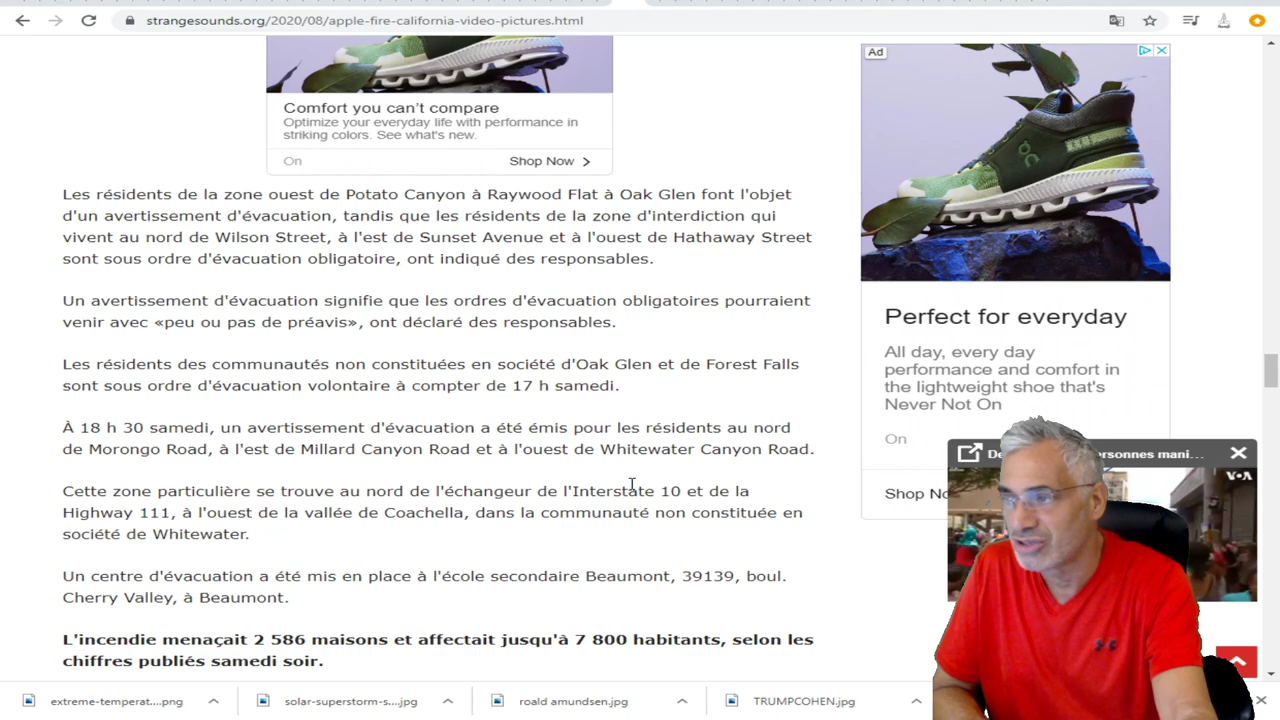 strangesounds.org/2020/08/apple-fire-california-video-pictures.html
Comfort you can't compare
Optimize your everyday life with performance in
striking colors. See what's new.
On
Shop Now
Les résidents de la zone ouest de Potato Canyon à Raywood Flat à Oak Glen font l'objet
d'un avertissement d'évacuation, tandis que les résidents de la zone d'interdiction qui
vivent au nord de Wilson Street, à l'est de Sunset Avenue et à l'ouest de Hathaway Street
sont sous ordre d'évacuation obligatoire, ont indiqué des responsables.
Un avertissement d'évacuation signifie que les ordres d'évacuation obligatoires pourraient
venir avec «peu ou pas de préavis», ont déclaré des responsables.
Les résidents des communautés non constituées en société d'Oak Glen et de Forest Falls
sont sous ordre d'évacuation volontaire à compter de 17 h samedi.
À 18 h 30 samedi, un avertissement d'évacuation a été émis pour les résidents au nord
de Morongo Road, à l'est de Millard Canyon Road et à l'ouest de Whitewater Canyon Road.
Cette zone particulière se trouve au nord de l'échangeur de l'Interstate 10 et de la
Highway 111, à l'ouest de la vallée de Coachella, dans la communauté non constituée en
société de Whitewater.
Un centre d'évacuation a été mis en place à l'école secondaire Beaumont, 39139, boul.
Cherry Valley, à Beaumont.
L'incendie menaçait 2 586 maisons et affectait jusqu'à 7 800 habitants, selon les
chiffres publiés samedi soir.
Ad
Perfect for everyday
All day, every day
performance and comfort in
the lightweight shoe that's
Never Not On
On
Shop No
De
ersonnes mani...
VOA
extreme-temperat....png
solar-superstorm-s....jpg
roald amundsen.jpg
TRUMPCOHEN.jpg